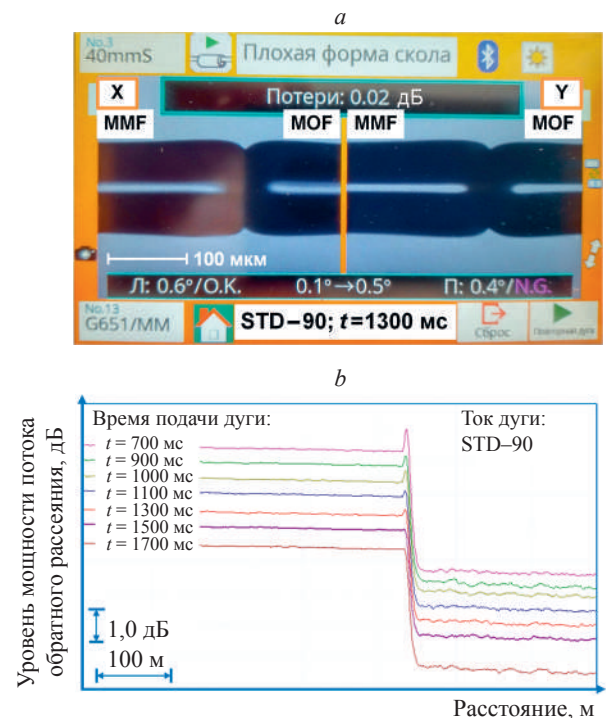 a
No.3
40mmS
Плохая форма скола
X
Потери: 0.02 дБ
Y
MMF
MOF
MMF
MOF
100 мкм
Л: 0.6°/O.K.
0.1°→0.5°
П: 0.4°/N.G.
No.13
G651/MM
STD–90; t=1300 мс
Сброс
Повторная дуга
b
Уровень мощности потока
обратного рассеяния, дБ
Время подачи дуги:
Ток дуги:
t = 700 мс
STD–90
t = 900 мс
t = 1000 мс
t = 1100 мс
t = 1300 мс
t = 1500 мс
t = 1700 мс
1,0 дБ
100 м
Расстояние, м